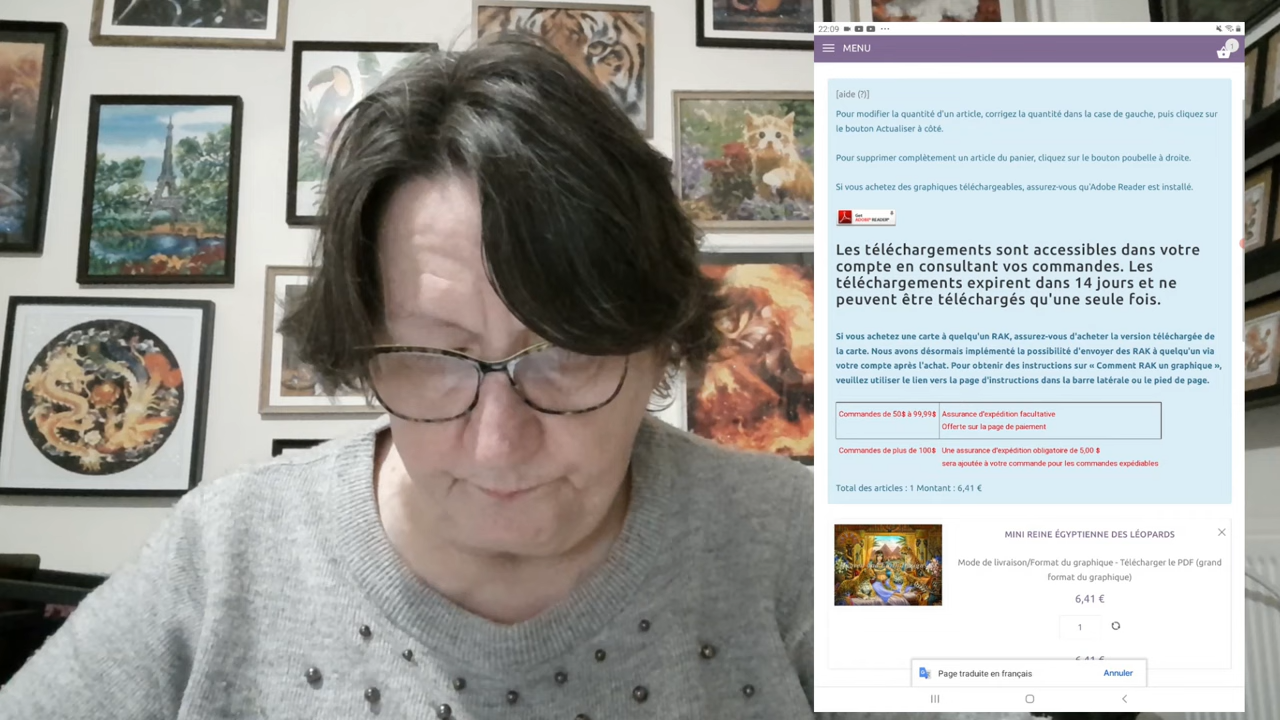 22:09
MENU
1
[aide (?)]
Pour modifier la quantité d'un article, corrigez la quantité dans la case de gauche, puis cliquez sur
le bouton Actualiser à côté.
Pour supprimer complètement un article du panier, cliquez sur le bouton poubelle à droite.
Si vous achetez des graphiques téléchargeables, assurez-vous qu'Adobe Reader est installé.
Get
ADOBE® READER®
Les téléchargements sont accessibles dans votre
compte en consultant vos commandes. Les
téléchargements expirent dans 14 jours et ne
peuvent être téléchargés qu'une seule fois.
Si vous achetez une carte à quelqu'un RAK, assurez-vous d'acheter la version téléchargée de
la carte. Nous avons désormais implémenté la possibilité d'envoyer des RAK à quelqu'un via
votre compte après l'achat. Pour obtenir des instructions sur « Comment RAK un graphique »,
veuillez utiliser le lien vers la page d'instructions dans la barre latérale ou le pied de page.
Commandes de 50$ à 99,99$ Assurance d'expédition facultative
Offerte sur la page de paiement
Commandes de plus de 100$ Une assurance d'expédition obligatoire de 5,00 $
sera ajoutée à votre commande pour les commandes expédiables
Total des articles : 1 Montant : 6,41 €
MINI REINE ÉGYPTIENNE DES LÉOPARDS
Mode de livraison/Format du graphique - Télécharger le PDF (grand
format du graphique)
6,41 €
1
6,41 €
Page traduite en français Annuler